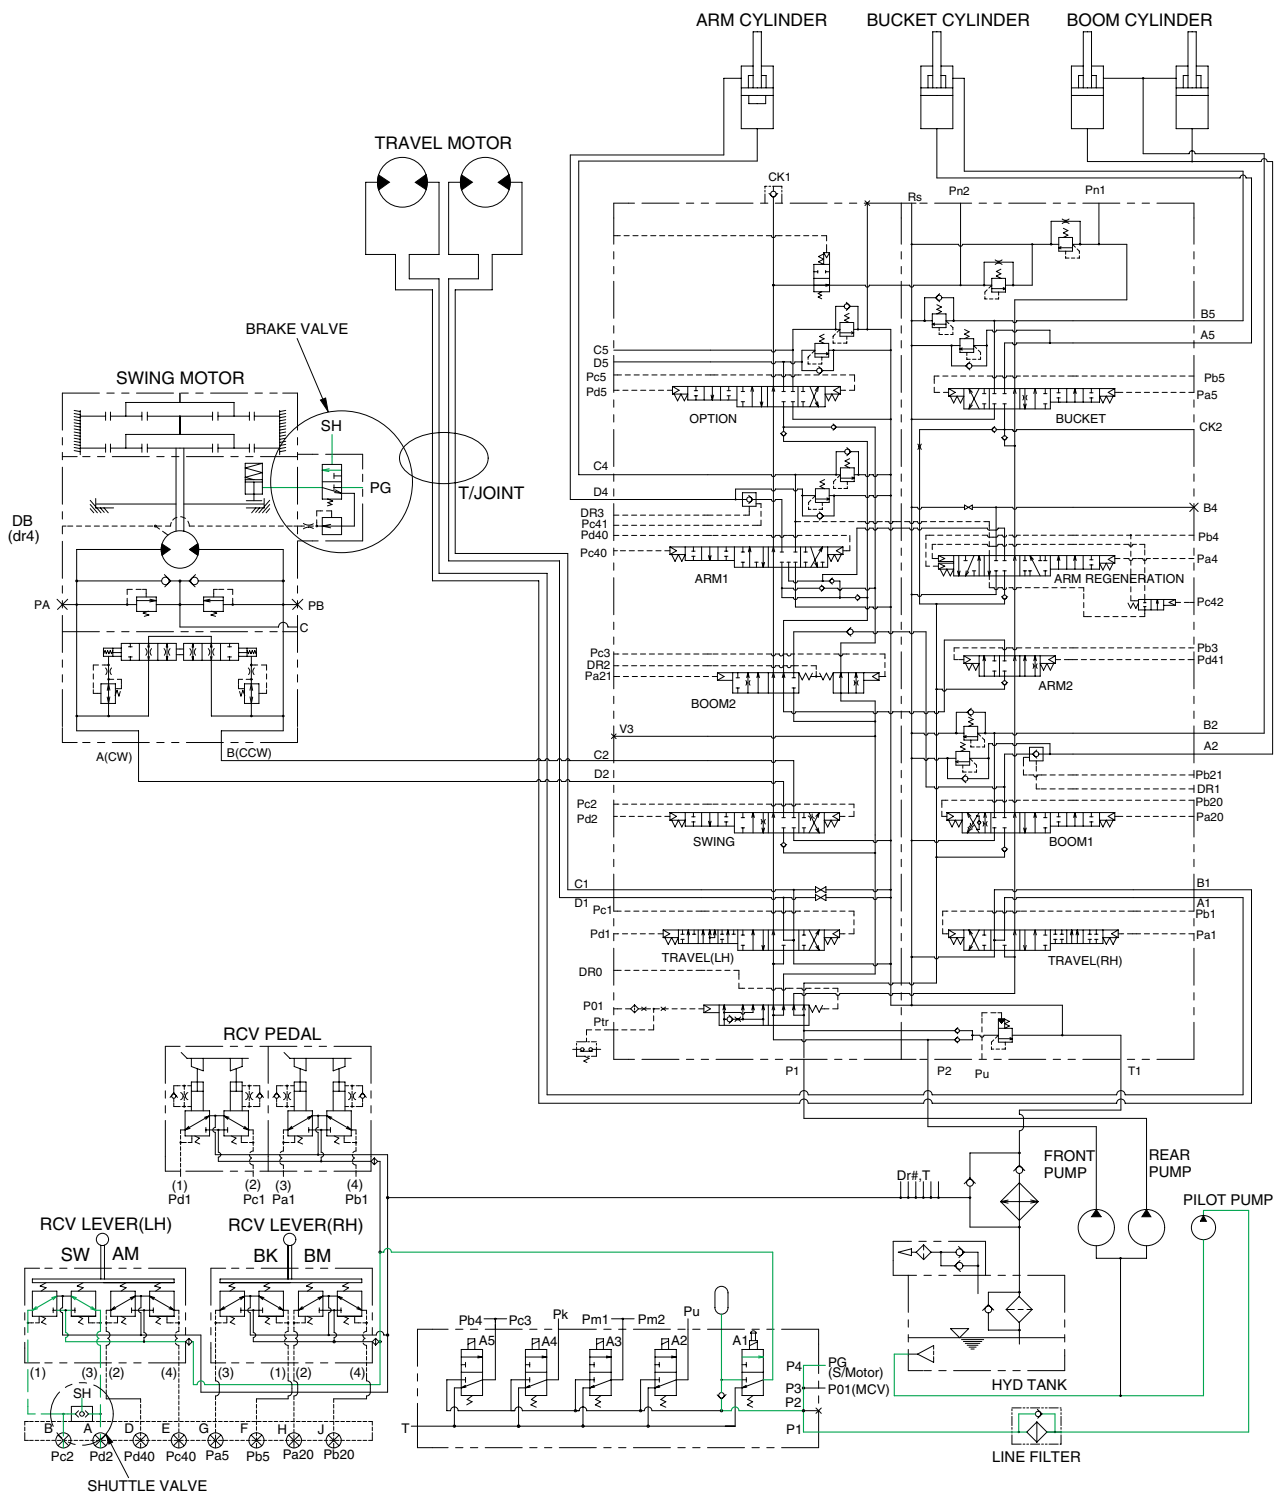 ARM CYLINDER
BUCKET CYLINDER
BOOM CYLINDER
TRAVEL MOTOR
CK1
Rs
Pn2
Pn1
B5
A5
C5
D5
Pc5
Pd5
OPTION
Pb5
Pa5
BUCKET
CK2
BRAKE VALVE
SWING MOTOR
SH
PG
T/JOINT
DB
(dr4)
PA
PB
C
A(CW)
B(CCW)
C4
D4
DR3
Pc41
Pd40
Pc40
ARM1
B4
Pb4
Pa4
ARM REGENERATION
Pc42
Pc3
DR2
Pa21
BOOM2
Pb3
Pd41
ARM2
V3
B2
A2
C2
D2
Pb21
DR1
Pc2
Pd2
SWING
Pb20
Pa20
BOOM1
C1
D1
Pc1
Pd1
TRAVEL(LH)
B1
A1
Pb1
Pa1
TRAVEL(RH)
DR0
P01
Ptr
P1
P2
Pu
T1
RCV PEDAL
(1)
Pd1
(2)
Pc1
(3)
Pa1
(4)
Pb1
Dr#,T
FRONT
PUMP
REAR
PUMP
PILOT PUMP
RCV LEVER(LH)
RCV LEVER(RH)
SW
AM
BK
BM
(1)
(3)
(2)
(4)
(3)
(1)
(2)
(4)
SH
B
A
D
E
G
F
H
J
Pc2
Pd2
Pd40
Pc40
Pa5
Pb5
Pa20
Pb20
SHUTTLE VALVE
Pb4
Pc3
Pk
Pm1
Pm2
Pu
A5
A4
A3
A2
A1
T
P4
PG
(S/Motor)
P3
P01(MCV)
P2
P1
HYD TANK
LINE FILTER